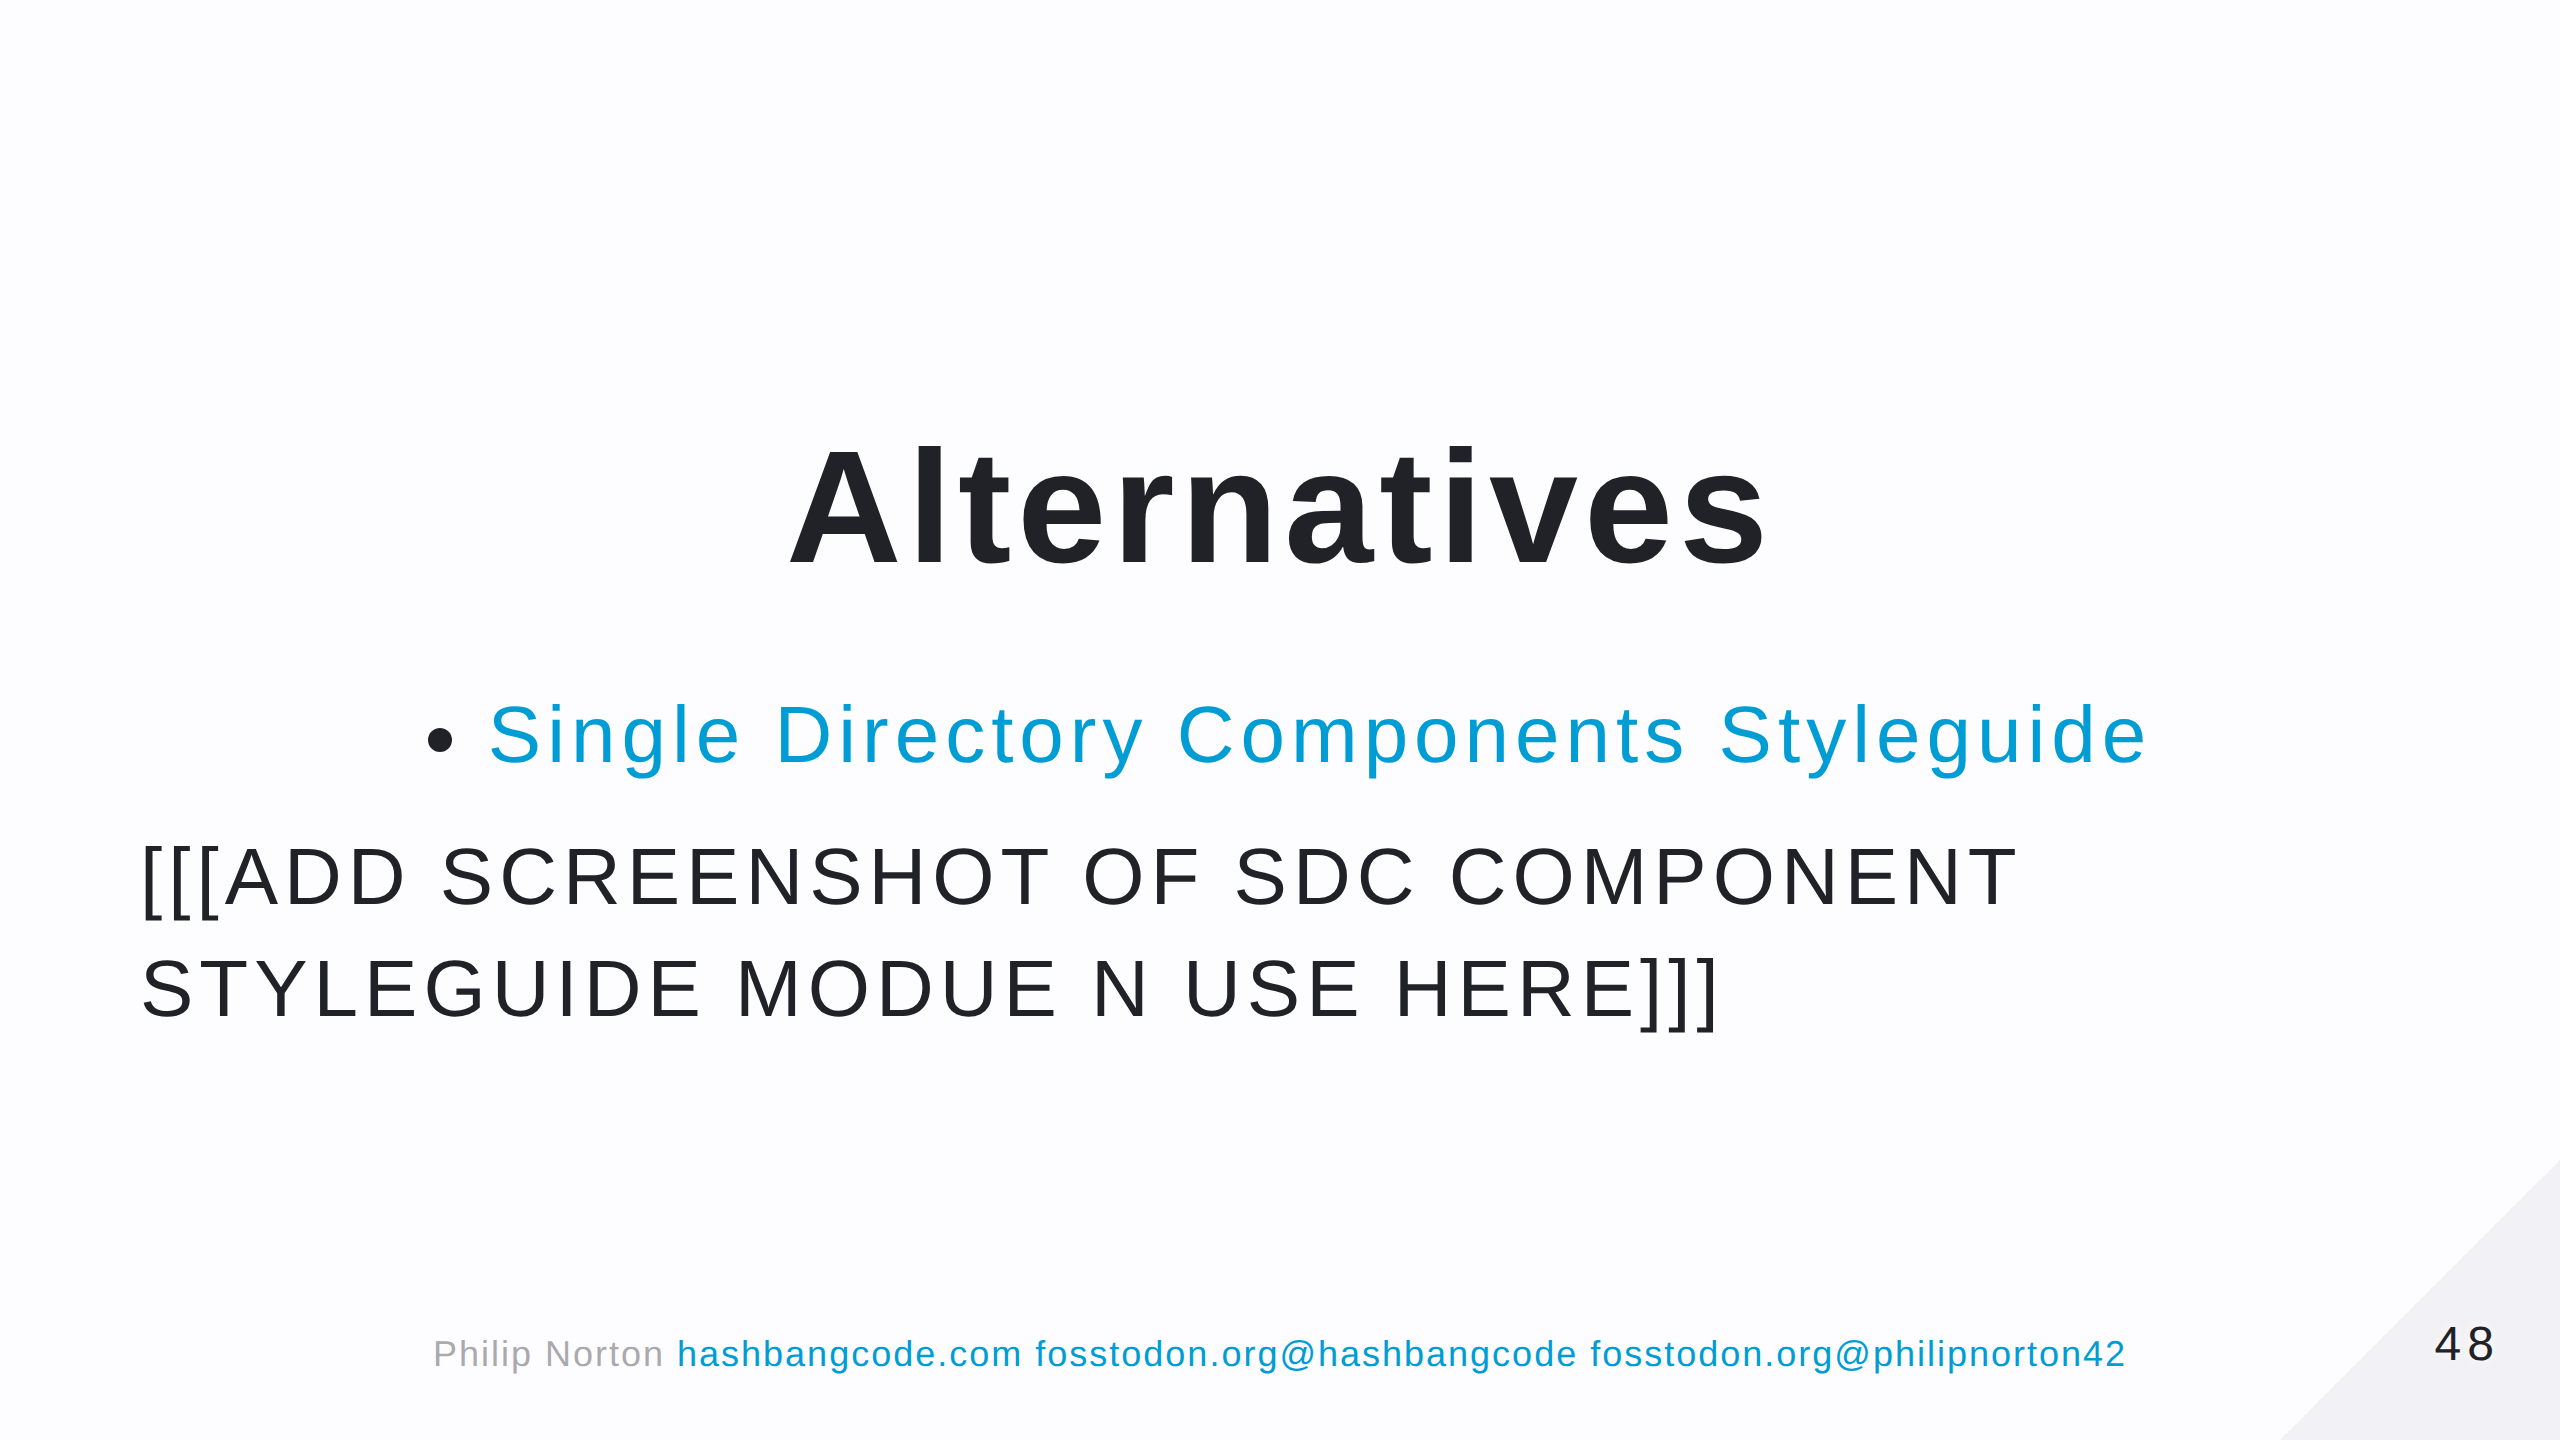 Alternatives
• Single Directory Components Styleguide
[[[ADD SCREENSHOT OF SDC COMPONENT
STYLEGUIDE MODUE N USE HERE]]]
Philip Norton hashbangcode.com fosstodon.org@hashbangcode fosstodon.org@philipnorton42
48